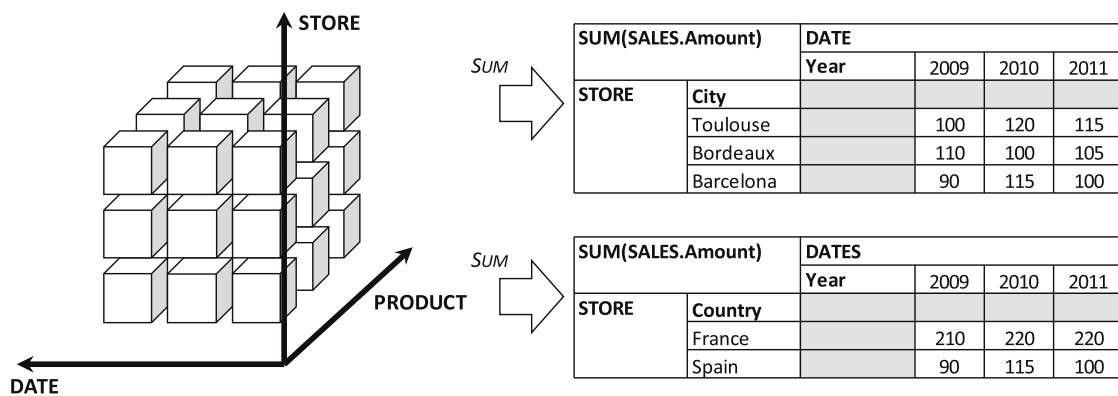 STORE
PRODUCT
DATE
SUM
SUM(SALES.Amount) DATE
Year 2009 2010 2011
STORE City
Toulouse 100 120 115
Bordeaux 110 100 105
Barcelona 90 115 100
SUM
SUM(SALES.Amount) DATES
Year 2009 2010 2011
STORE Country
France 210 220 220
Spain 90 115 100